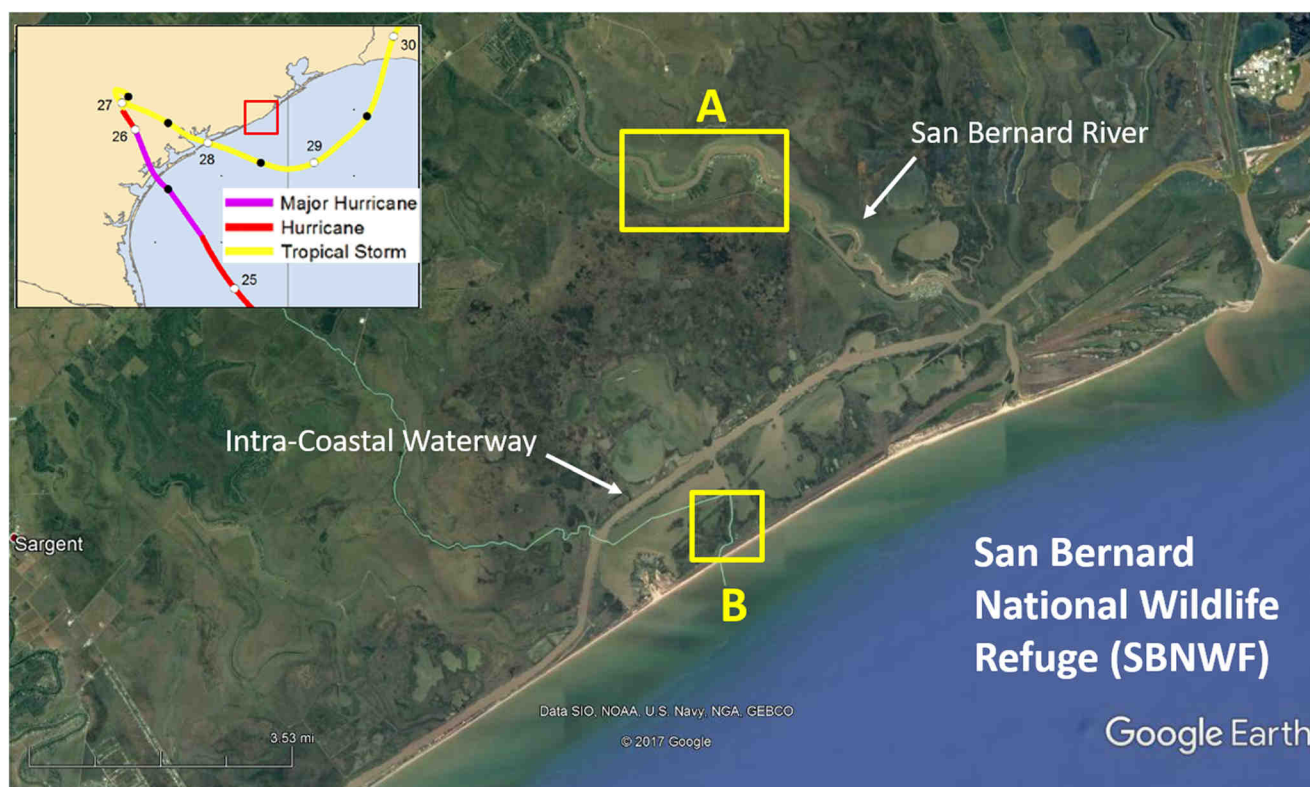 30
27
26
28
29
25
Major Hurricane
Hurricane
Tropical Storm
A
San Bernard River
Intra-Coastal Waterway
Sargent
B
San Bernard
National Wildlife
Refuge (SBNWF)
Data SIO, NOAA, U.S. Navy, NGA, GEBCO
© 2017 Google
3.53 mi
Google Earth